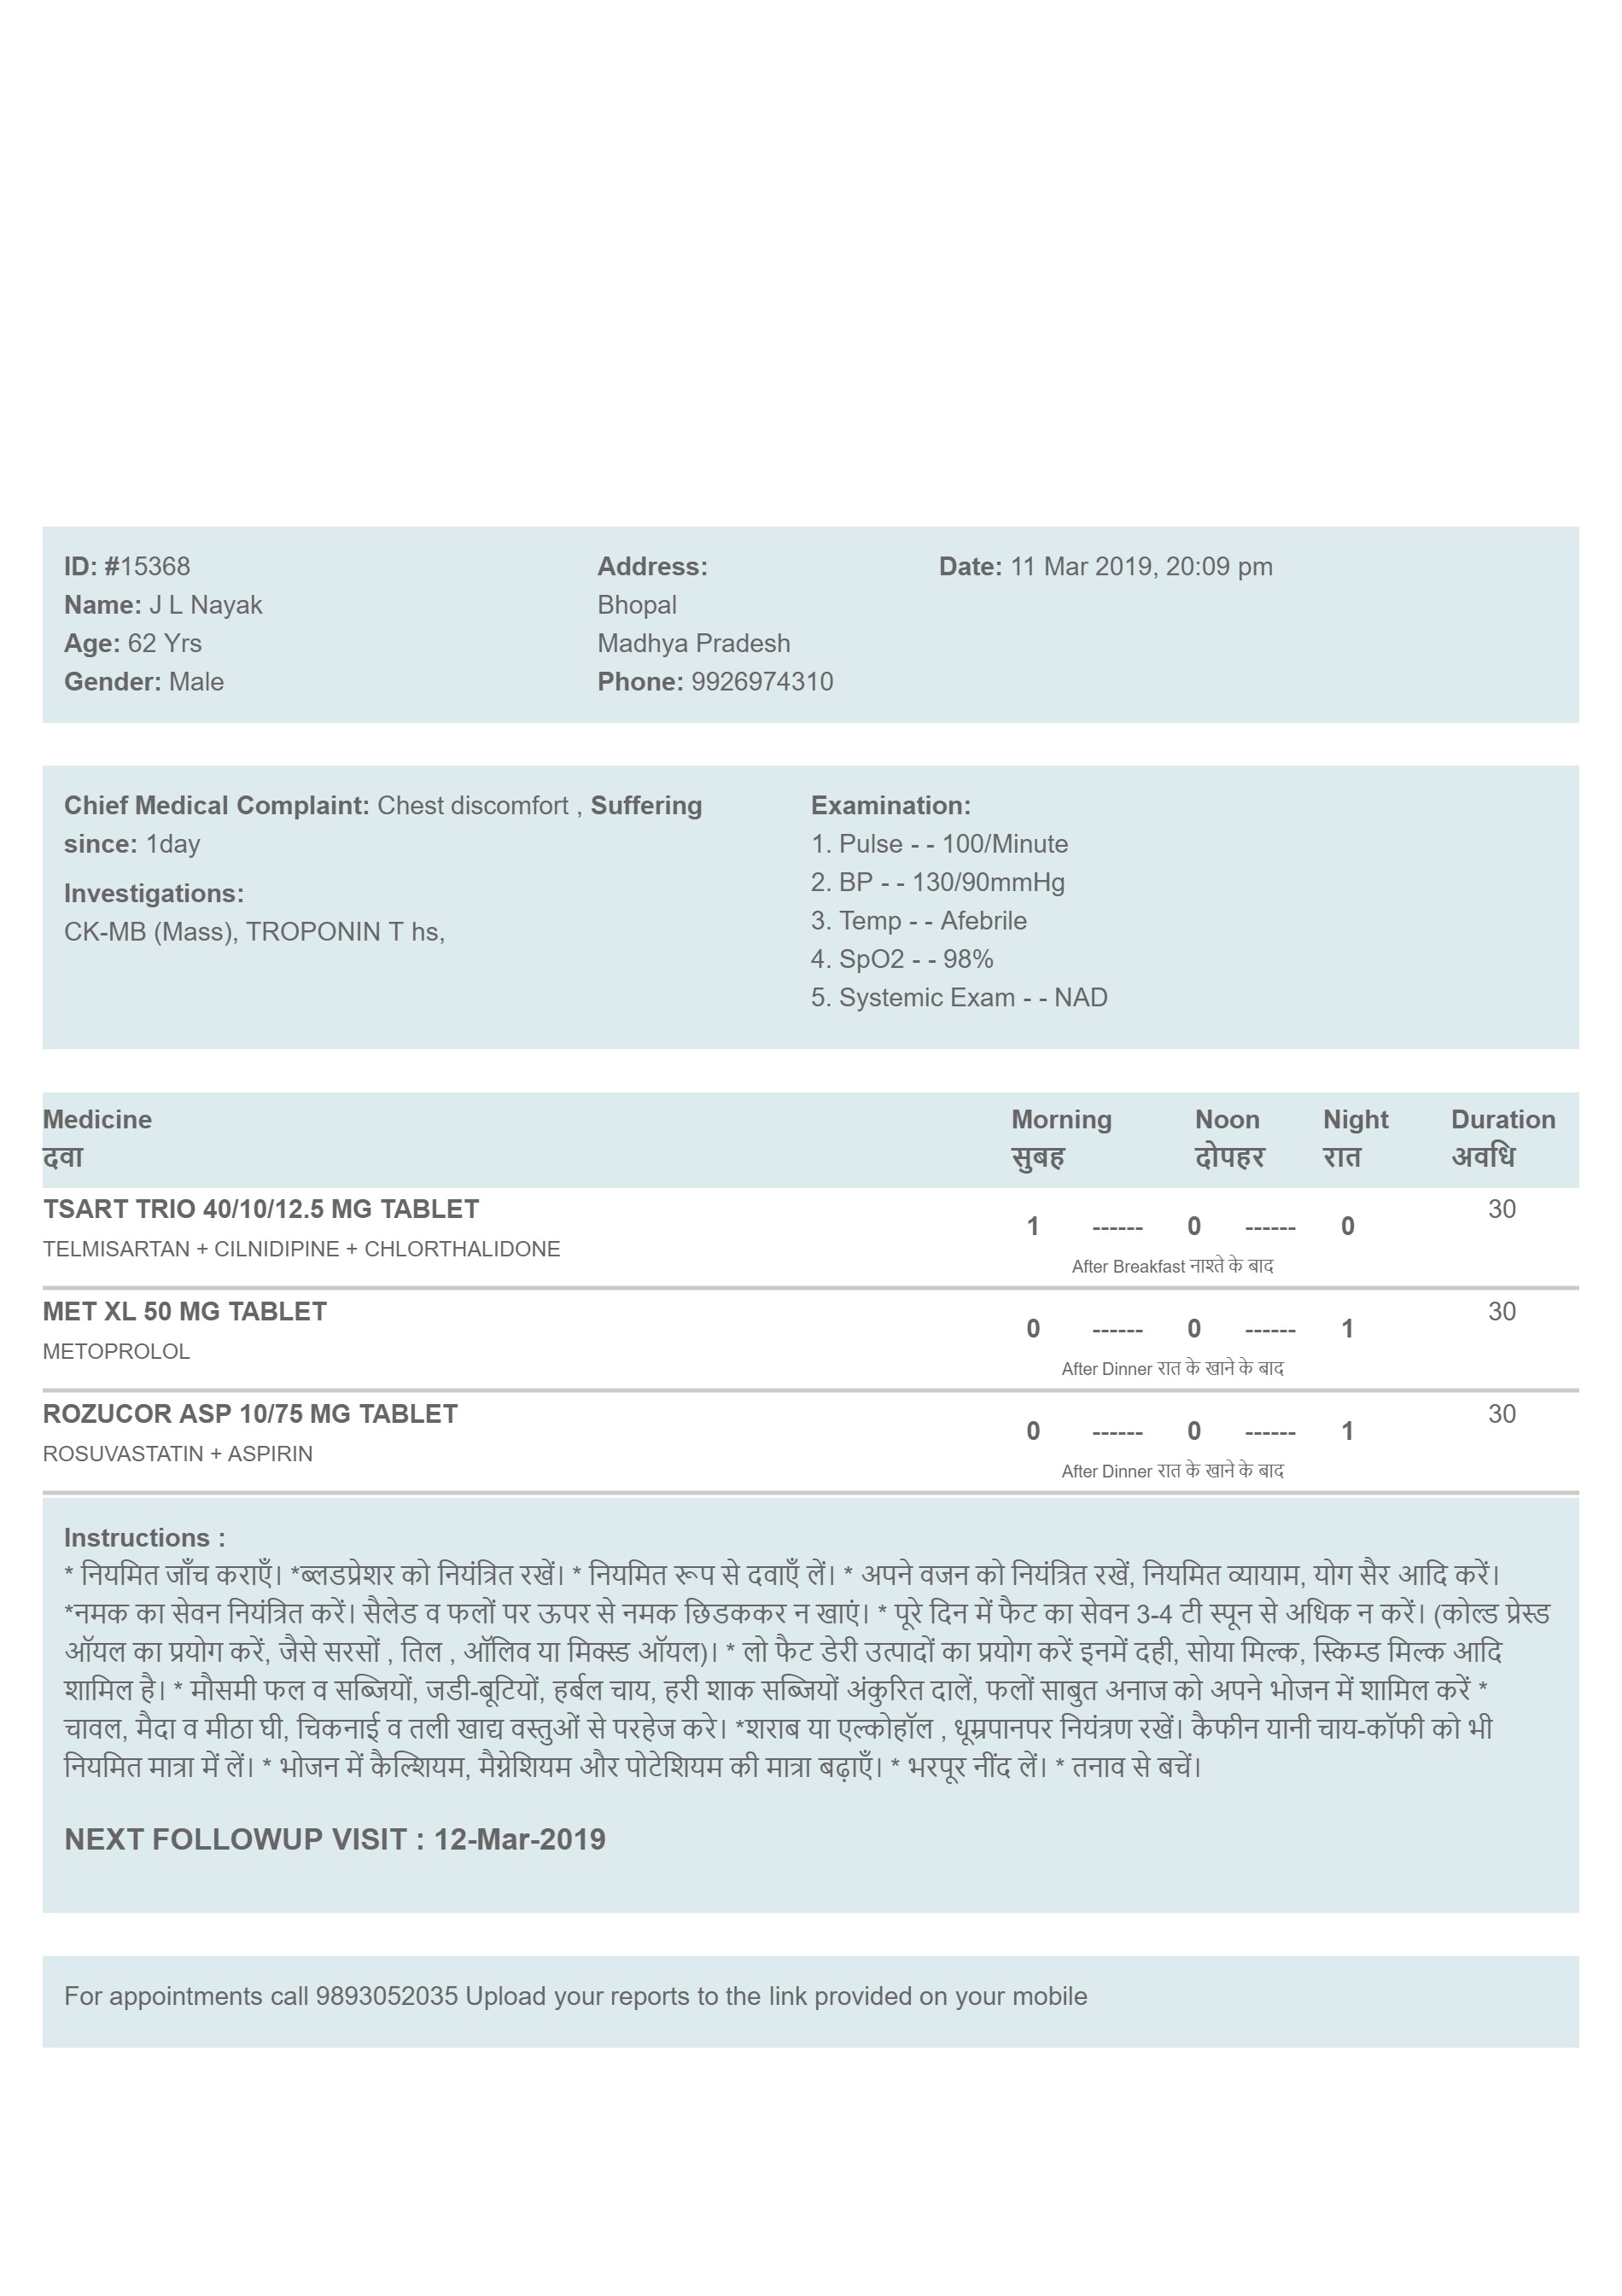 ID: #15368
Name: J L Nayak
Age: 62 Yrs
Gender: Male
Address:
Bhopal
Madhya Pradesh
Phone: 9926974310
Date: 11 Mar 2019, 20:09 pm
Chief Medical Complaint: Chest discomfort , Suffering
since: 1day
Investigations:
CK-MB (Mass), TROPONIN T hs,
Examination:
1. Pulse - - 100/Minute
2. BP - - 130/90mmHg
3. Temp - - Afebrile
4. SpO2 - - 98%
5. Systemic Exam - - NAD
Medicine Morning Noon Night Duration
दवा सुबह दोपहर रात अवधि
TSART TRIO 40/10/12.5 MG TABLET 30
1 ------ 0 ------ 0
TELMISARTAN + CILNIDIPINE + CHLORTHALIDONE
After Breakfast नाश्ते के बाद
MET XL 50 MG TABLET 30
0 ------ 0 ------ 1
METOPROLOL
After Dinner रात के खाने के बाद
ROZUCOR ASP 10/75 MG TABLET 30
0 ------ 0 ------ 1
ROSUVASTATIN + ASPIRIN
After Dinner रात के खाने के बाद
Instructions :
* नियमित जाँच कराएँ। *ब्लडप्रेशर को नियंत्रित रखें। * नियमित रूप से दवाएँ लें। * अपने वजन को नियंत्रित रखें, नियमित व्यायाम, योग सैर आदि करें।
*नमक का सेवन नियंत्रित करें। सैलेड व फलों पर ऊपर से नमक छिडककर न खाएं। * पूरे दिन में फैट का सेवन 3-4 टी स्पून से अधिक न करें। (कोल्ड प्रेस्ड
ऑयल का प्रयोग करें, जैसे सरसों , तिल , ऑलिव या मिक्स्ड ऑयल)। * लो फैट डेरी उत्पादों का प्रयोग करें इनमें दही, सोया मिल्क, स्किम्ड मिल्क आदि
शामिल है। * मौसमी फल व सब्जियों, जडी-बूटियों, हर्बल चाय, हरी शाक सब्जियों अंकुरित दालें, फलों साबुत अनाज को अपने भोजन में शामिल करें *
चावल, मैदा व मीठा घी, चिकनाई व तली खाद्य वस्तुओं से परहेज करे। *शराब या एल्कोहॉल , धूम्रपानपर नियंत्रण रखें। कैफीन यानी चाय-कॉफी को भी
नियमित मात्रा में लें। * भोजन में कैल्शियम, मैग्नेशियम और पोटेशियम की मात्रा बढ़ाएँ। * भरपूर नींद लें। * तनाव से बचें।
NEXT FOLLOWUP VISIT : 12-Mar-2019
For appointments call 9893052035 Upload your reports to the link provided on your mobile